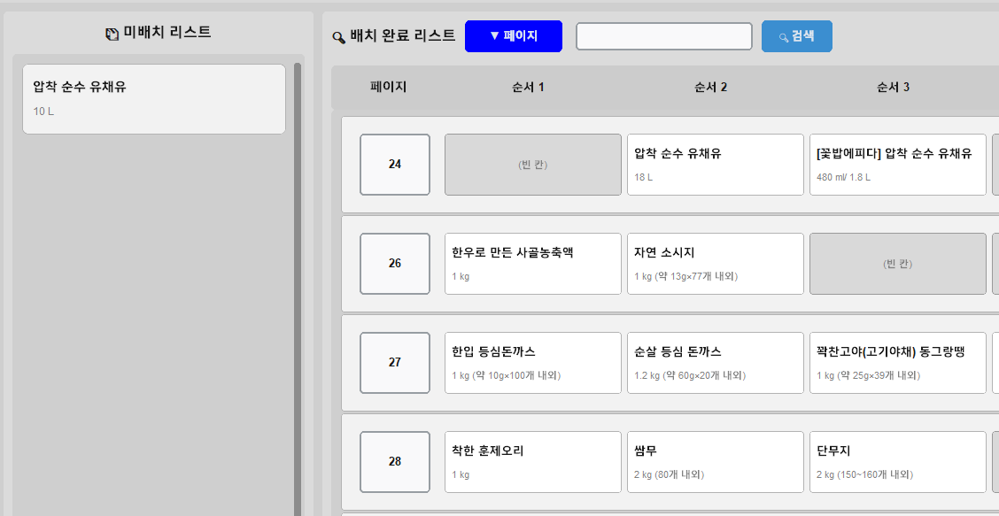 미배치 리스트
압착 순수 유채유
10 L
배치 완료 리스트
▼ 페이지
검색
페이지
순서 1
순서 2
순서 3
24
(빈 칸)
압착 순수 유채유
18 L
[꽃밥에피다] 압착 순수 유채유
480 ml/ 1.8 L
26
한우로 만든 사골농축액
1 kg
자연 소시지
1 kg (약 13g×77개 내외)
(빈 칸)
27
한입 등심돈까스
1 kg (약 10g×100개 내외)
순살 등심 돈까스
1.2 kg (약 60g×20개 내외)
꽉찬고야(고기야채) 동그랑땡
1 kg (약 25g×39개 내외)
28
착한 훈제오리
1 kg
쌈무
2 kg (80개 내외)
단무지
2 kg (150~160개 내외)